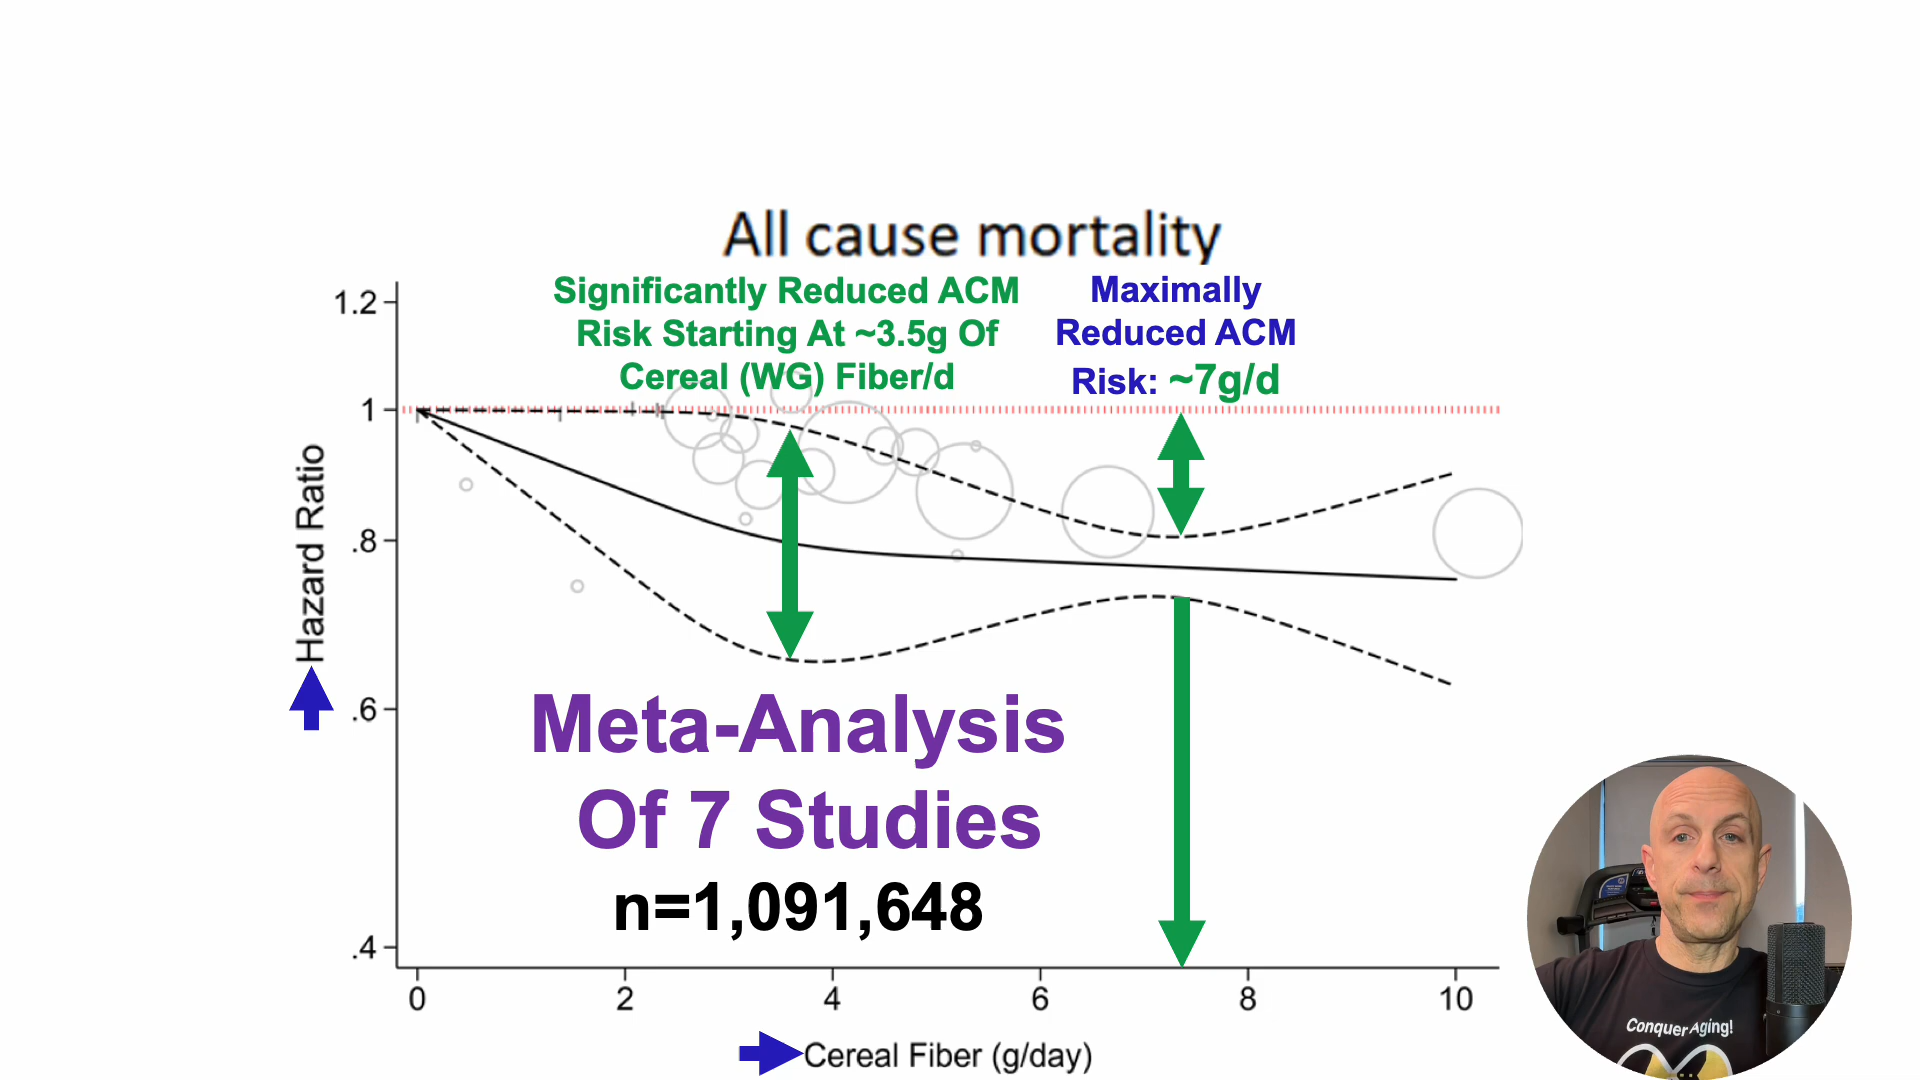 All cause mortality
Significantly Reduced ACM
Risk Starting At ~3.5g Of
Cereal (WG) Fiber/d
Maximally
Reduced ACM
Risk: ~7g/d
1.2
1
.8
.6
.4
Hazard Ratio
Meta-Analysis
Of 7 Studies
n=1,091,648
0 2 4 6 8 10
Cereal Fiber (g/day)
Conquer Aging!